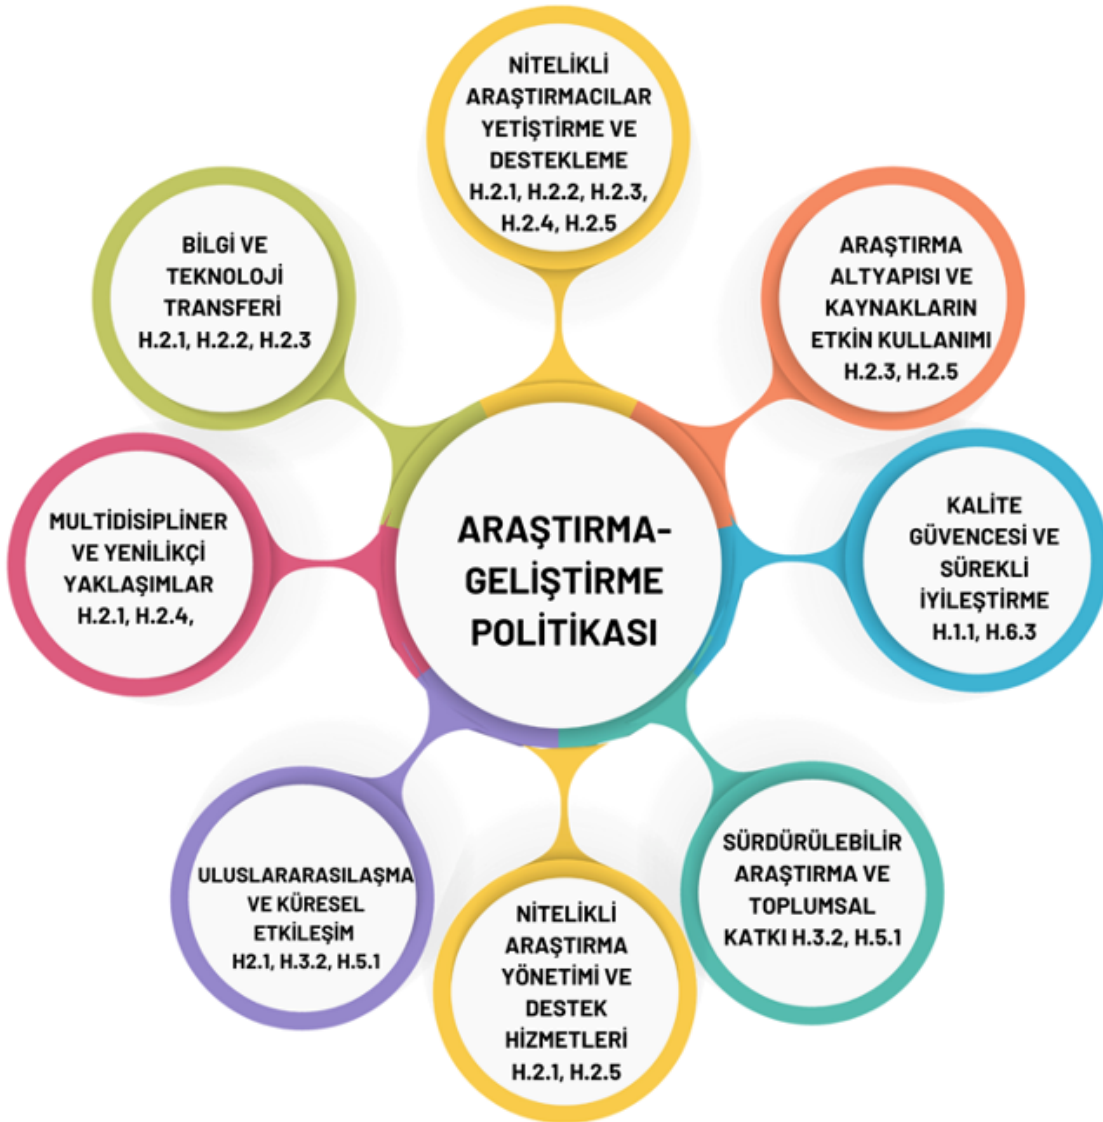 NİTELİKLİ
ARAŞTIRMACILAR
YETİŞTİRME VE
DESTEKLEME
H.2.1, H.2.2, H.2.3,
H.2.4, H.2.5
ARAŞTIRMA
ALTYAPISI VE
KAYNAKLARIN
ETKİN KULLANIMI
H.2.3, H.2.5
KALİTE
GÜVENCESİ VE
SÜREKLİ
İYİLEŞTİRME
H.1.1, H.6.3
SÜRDÜRÜLEBİLİR
ARAŞTIRMA VE
TOPLUMSAL
KATKI H.3.2, H.5.1
NİTELİKLİ
ARAŞTIRMA
YÖNETİMİ VE
DESTEK
HİZMETLERİ
H.2.1, H.2.5
ULUSLARARASILAŞMA
VE KÜRESEL
ETKİLEŞİM
H2.1, H.3.2, H.5.1
MULTİDİSİPLİNER
VE YENİLİKÇİ
YAKLAŞIMLAR
H.2.1, H.2.4,
BİLGİ VE
TEKNOLOJİ
TRANSFERİ
H.2.1, H.2.2, H.2.3
ARAŞTIRMA-
GELİŞTİRME
POLİTİKASI